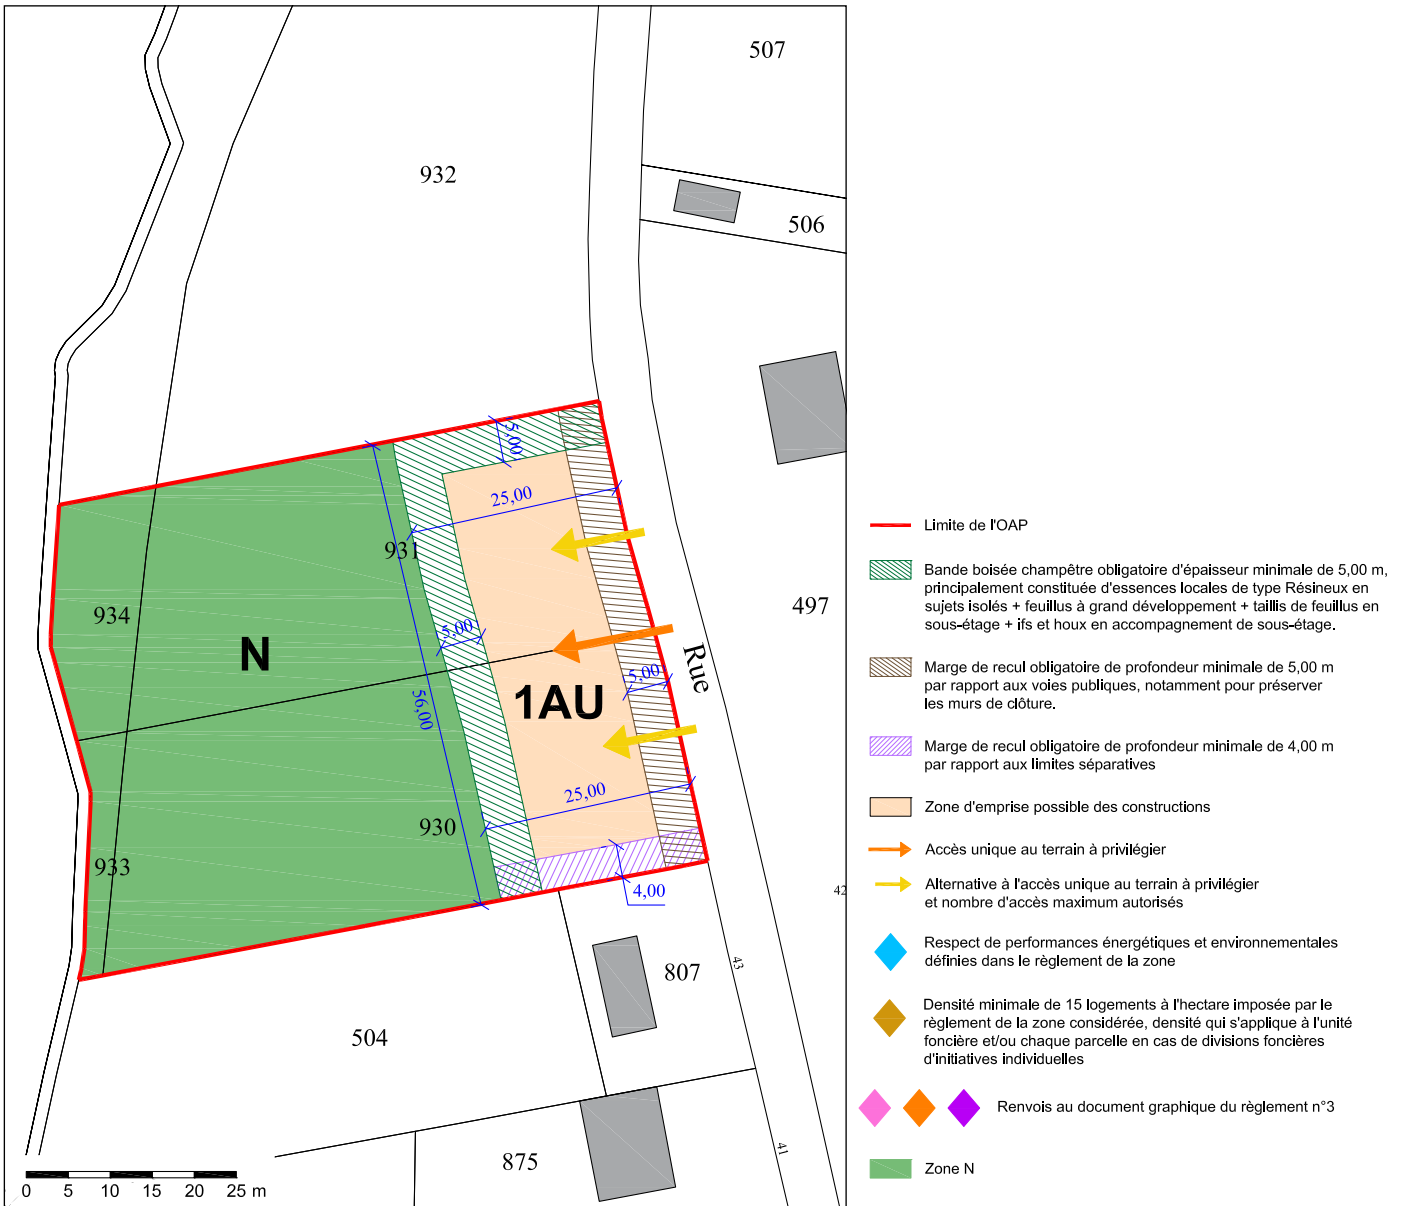 507
932
506
5,00
25,00
931
934
497
N
5,00
Rue
5,00
1AU
56,00
25,00
930
933
4,00
42
43
807
504
41
875
0 5 10 15 20 25 m
Limite de l'OAP
Bande boisée champêtre obligatoire d'épaisseur minimale de 5,00 m,
principalement constituée d'essences locales de type Résineux en
sujets isolés + feuillus à grand développement + taillis de feuillus en
sous-étage + ifs et houx en accompagnement de sous-étage.
Marge de recul obligatoire de profondeur minimale de 5,00 m
par rapport aux voies publiques, notamment pour préserver
les murs de clôture.
Marge de recul obligatoire de profondeur minimale de 4,00 m
par rapport aux limites séparatives
Zone d'emprise possible des constructions
Accès unique au terrain à privilégier
Alternative à l'accès unique au terrain à privilégier
et nombre d'accès maximum autorisés
Respect de performances énergétiques et environnementales
définies dans le règlement de la zone
Densité minimale de 15 logements à l'hectare imposée par le
règlement de la zone considérée, densité qui s'applique à l'unité
foncière et/ou chaque parcelle en cas de divisions foncières
d'initiatives individuelles
Renvois au document graphique du règlement n°3
Zone N